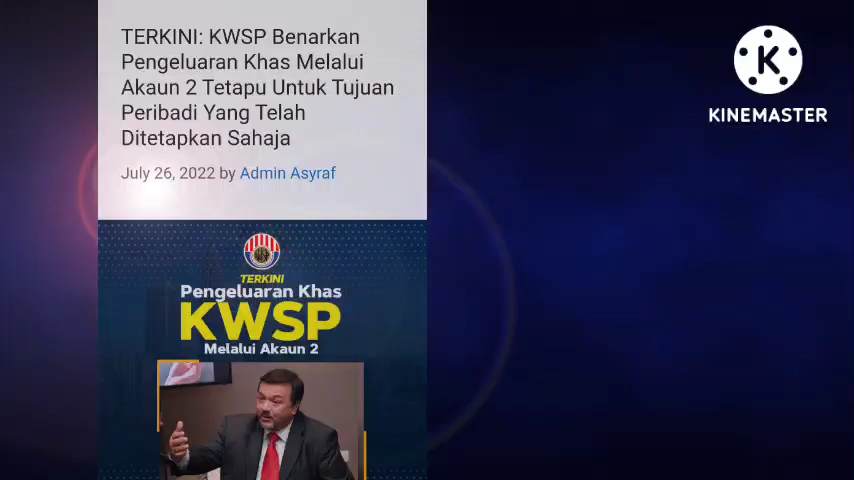 TERKINI: KWSP Benarkan
Pengeluaran Khas Melalui
Akaun 2 Tetapu Untuk Tujuan
Peribadi Yang Telah
Ditetapkan Sahaja
July 26, 2022 by Admin Asyraf
TERKINI
Pengeluaran Khas
KWSP
Melalui Akaun 2
K
KINEMASTER